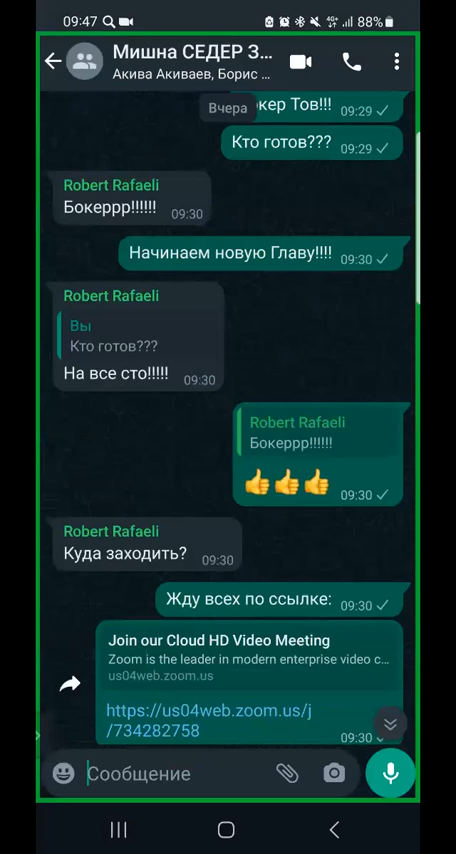 09:47
88%
Мишна СЕДЕР З...
Акива Акиваев, Борис ...
Вчера
кер Тов!!!
09:29
Кто готов???
09:29
Robert Rafaeli
Бокеррр!!!!!!
09:30
Начинаем новую Главу!!!!
09:30
Robert Rafaeli
Вы
Кто готов???
На все сто!!!!!
09:30
Robert Rafaeli
Бокеррр!!!!!!
09:30
Robert Rafaeli
Куда заходить?
09:30
Жду всех по ссылке:
09:30
Join our Cloud HD Video Meeting
Zoom is the leader in modern enterprise video c...
us04web.zoom.us
https://us04web.zoom.us/j
/734282758
09:30
Сообщение